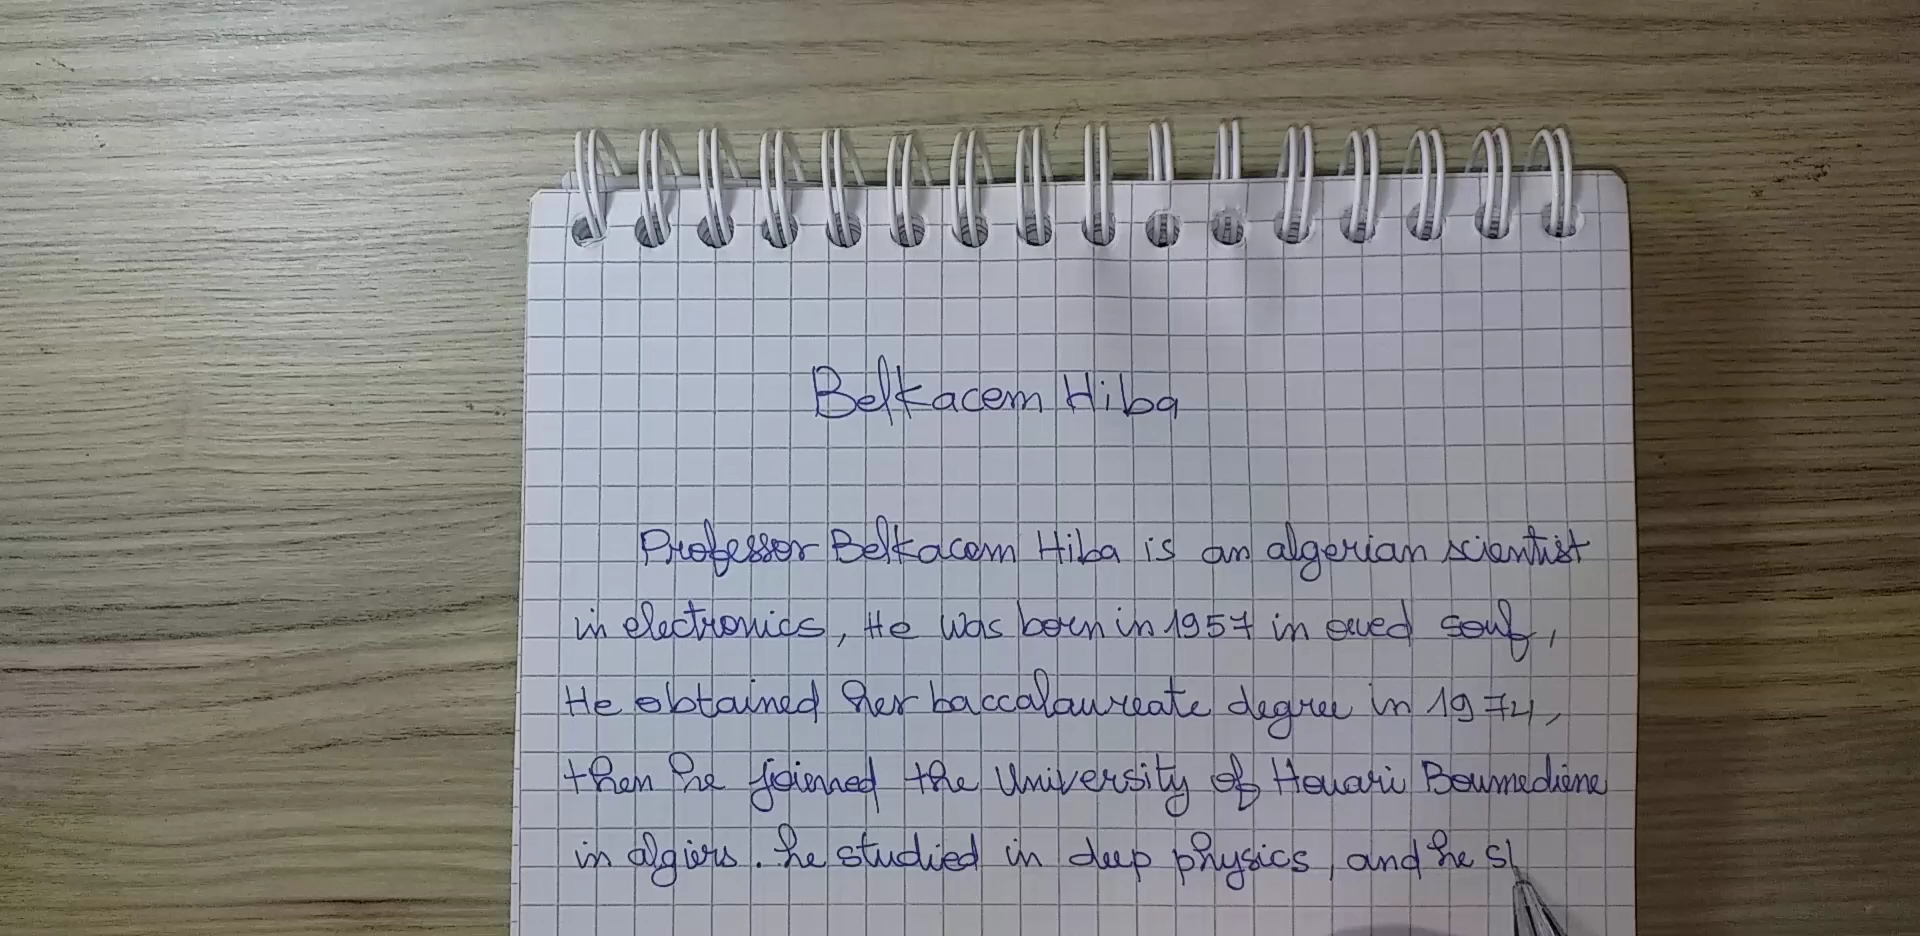 Belkacem Hiba
Professor Belkacem Hiba is an algerian scientist
in electronics, He was born in 1957 in oued souf,
He obtained her baccalaureate degree in 1974,
then he joinned the University of Houari Boumediène
in algiers. he studied in deep physics, and he s